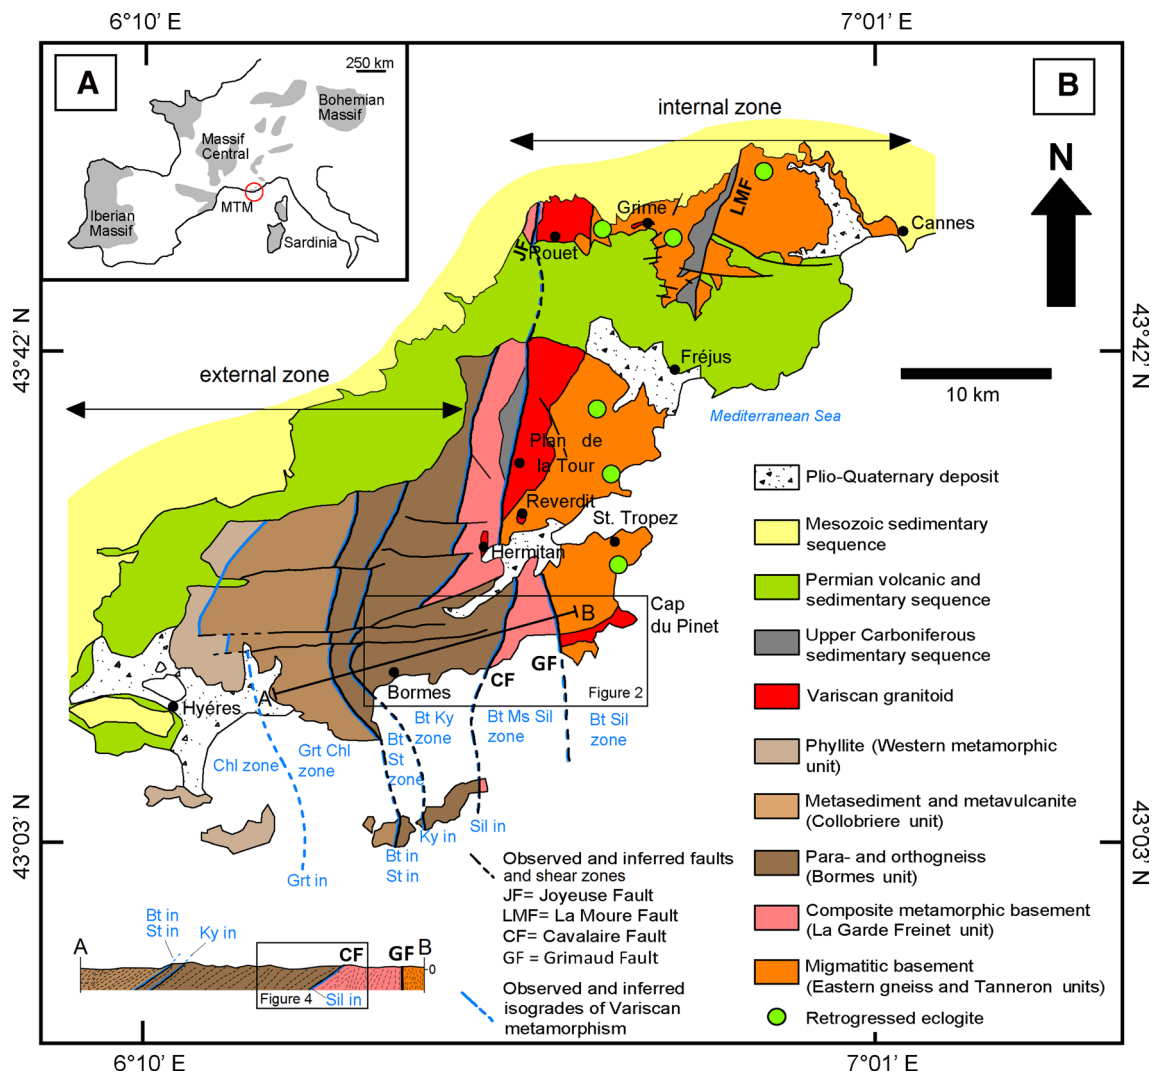 6°10’ E
7°01’ E
A
250 km
Bohemian
Massif
Massif
Central
MTM
Iberian
Massif
Sardinia
B
internal zone
N
LMF
Grime
Cannes
JF
Rouet
43°42’ N
43°42’ N
external zone
Fréjus
10 km
Mediterranean Sea
Plan de
la Tour
Reverdit
St. Tropez
Hermitan
B
Cap
du Pinet
GF
CF
Figure 2
A
Bormes
Hyéres
Chl zone
Grt Chl
zone
Bt
St
zone
Bt Ky
zone
Bt Ms Sil
zone
Bt Sil
zone
Grt in
Bt in
St in
Ky in
Sil in
43°03’ N
43°03’ N
Plio-Quaternary deposit
Mesozoic sedimentary
sequence
Permian volcanic and
sedimentary sequence
Upper Carboniferous
sedimentary sequence
Variscan granitoid
Phyllite (Western metamorphic
unit)
Metasediment and metavulcanite
(Collobriere unit)
Para- and orthogneiss
(Bormes unit)
Composite metamorphic basement
(La Garde Freinet unit)
Migmatitic basement
(Eastern gneiss and Tanneron units)
Retrogressed eclogite
Observed and inferred faults
and shear zones
JF= Joyeuse Fault
LMF= La Moure Fault
CF= Cavalaire Fault
GF = Grimaud Fault
Observed and inferred
isogrades of Variscan
metamorphism
A
Bt in
St in
Ky in
CF
GF
B
0
Figure 4
Sil in
6°10’ E
7°01’ E